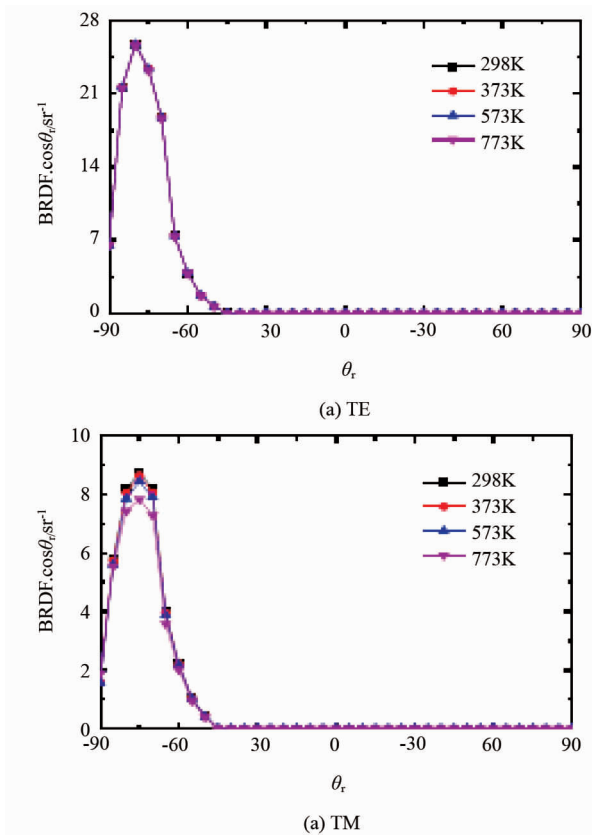 28
21
14
7
0
BRDF.cosθr/sr-1
298K
373K
573K
773K
-90 -60 30 0 -30 60 90
θr
(a) TE
10
8
6
4
2
0
BRDF.cosθr/sr-1
298K
373K
573K
773K
-90 -60 30 0 -30 60 90
θr
(a) TM